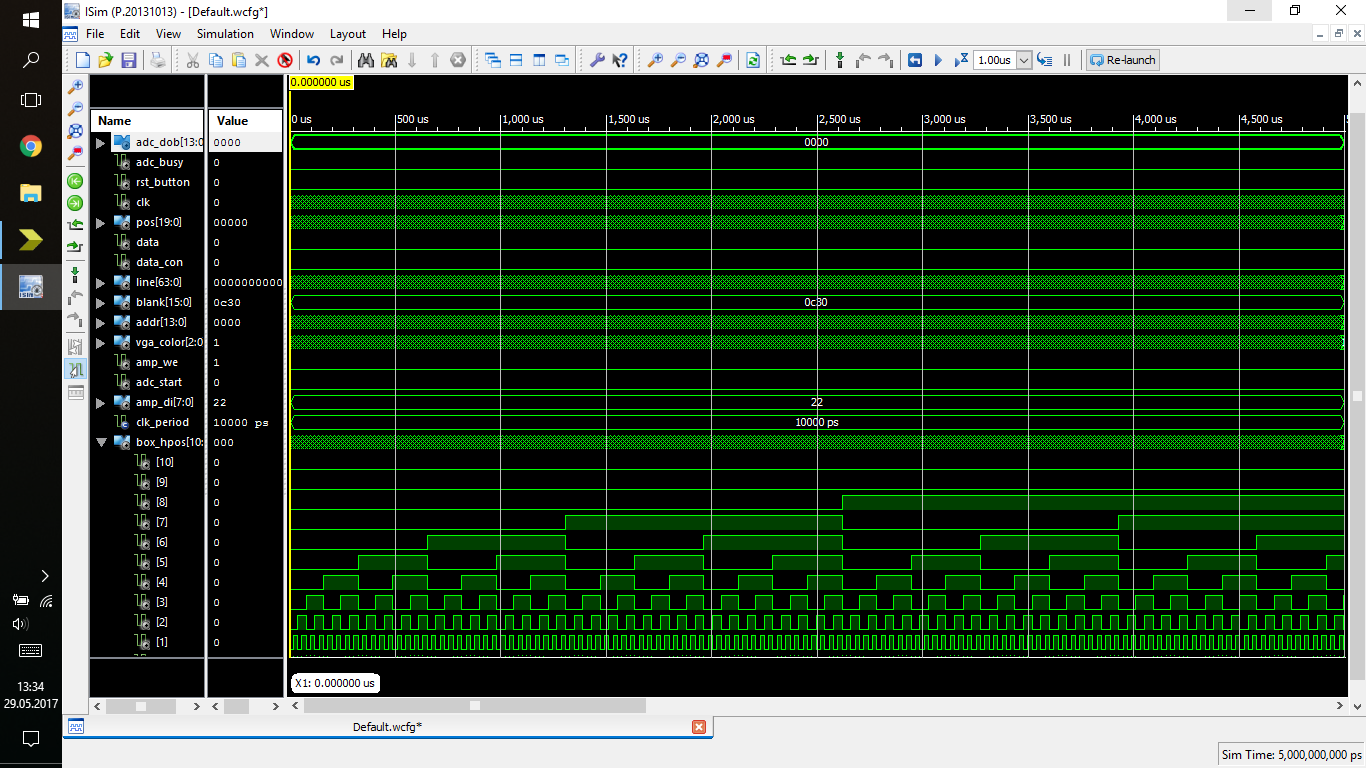 ISim (P.20131013) - [Default.wcfg*]
File Edit View Simulation Window Layout Help
1.00us Re-launch
0.000000 us
Name Value
0 us 500 us 1,000 us 1,500 us 2,000 us 2,500 us 3,000 us 3,500 us 4,000 us 4,500 us
adc_dob[13:0 0000 0000
adc_busy 0
rst_button 0
clk 0
pos[19:0] 00000
data 0
data_con 0
line[63:0] 0000000000
blank[15:0] 0c30 0c30
addr[13:0] 0000
vga_color[2:0 1
amp_we 1
adc_start 0
amp_di[7:0] 22 22
clk_period 10000 ps 10000 ps
box_hpos[10: 000
[10] 0
[9] 0
[8] 0
[7] 0
[6] 0
[5] 0
[4] 0
[3] 0
[2] 0
[1] 0
X1: 0.000000 us
Default.wcfg*
Sim Time: 5,000,000,000 ps
ISIM
13:34
29.05.2017